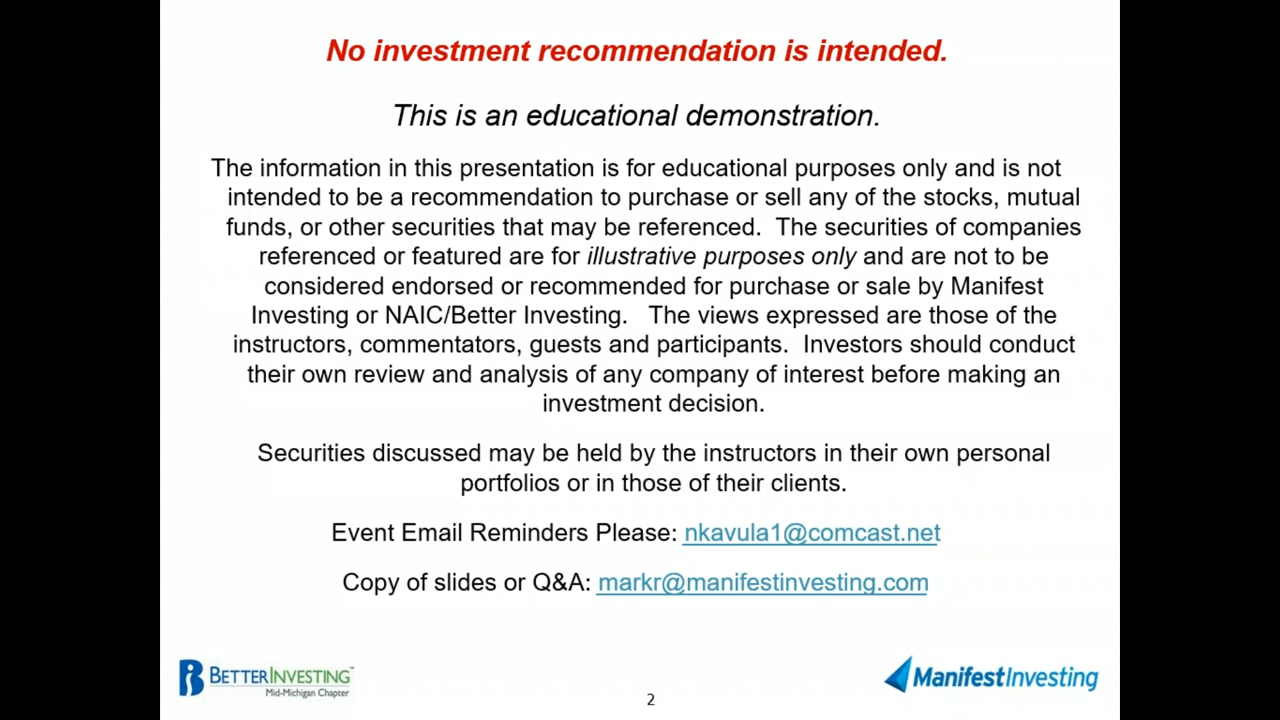 No investment recommendation is intended.
This is an educational demonstration.
The information in this presentation is for educational purposes only and is not
intended to be a recommendation to purchase or sell any of the stocks, mutual
funds, or other securities that may be referenced.  The securities of companies
referenced or featured are for illustrative purposes only and are not to be
considered endorsed or recommended for purchase or sale by Manifest
Investing or NAIC/Better Investing.   The views expressed are those of the
instructors, commentators, guests and participants.  Investors should conduct
their own review and analysis of any company of interest before making an
investment decision.
Securities discussed may be held by the instructors in their own personal
portfolios or in those of their clients.
Event Email Reminders Please: nkavula1@comcast.net
Copy of slides or Q&A: markr@manifestinvesting.com
BETTERINVESTING™
Mid-Michigan Chapter
2
ManifestInvesting